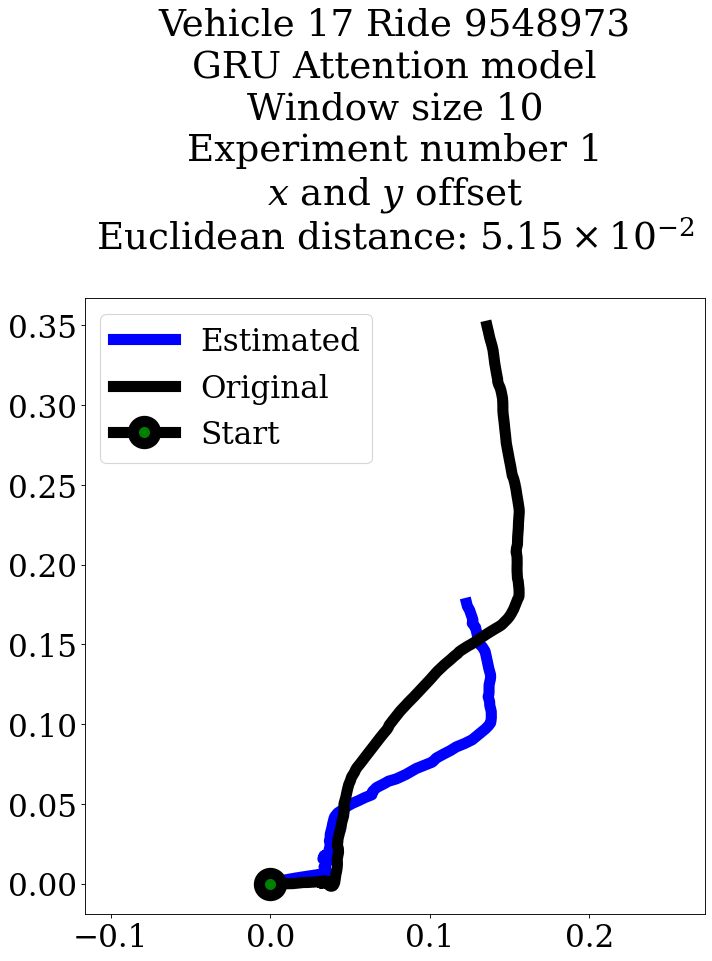 Vehicle 17 Ride 9548973
GRU Attention model
Window size 10
Experiment number 1
x and y offset
Euclidean distance: 5.15 × 10⁻²
Estimated
Original
Start
0.35
0.30
0.25
0.20
0.15
0.10
0.05
0.00
−0.1 0.0 0.1 0.2